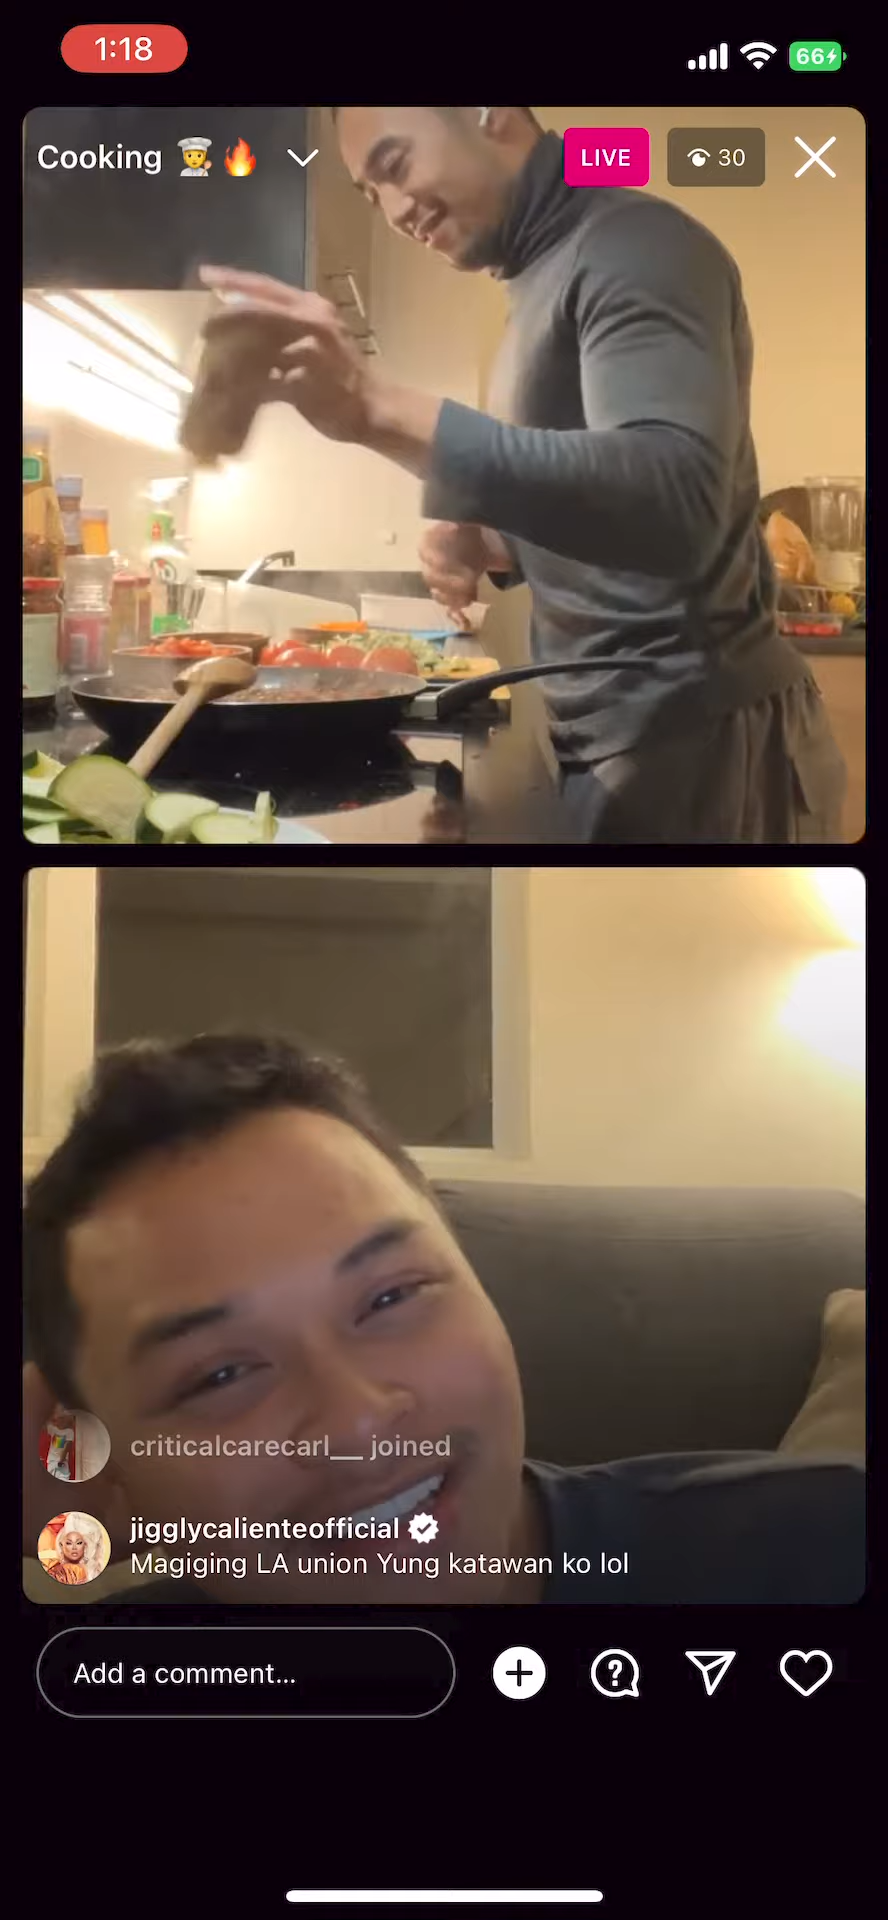 1:18
66
Cooking 👩‍🍳🔥
LIVE
30
criticalcarecarl__ joined
jigglycalienteofficial
Magiging LA union Yung katawan ko lol
Add a comment...